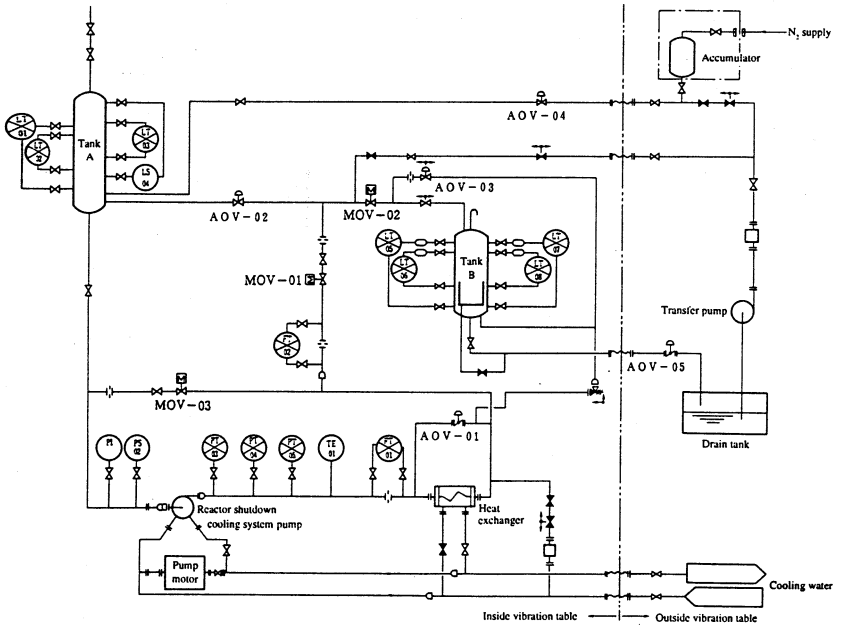 N₂ supply
Accumulator
AOV-04
LT
01
LT
02
Tank
A
LT
03
LS
04
AOV-03
AOV-02
MOV-02
LT
05
LT
06
Tank
B
LT
07
LT
08
MOV-01
Transfer pump
FT
02
AOV-05
MOV-03
Drain tank
AOV-01
PI
PS
02
PT
03
PT
04
PT
05
TE
01
FT
01
Reactor shutdown
cooling system pump
Heat
exchanger
Pump
motor
Cooling water
Inside vibration table
Outside vibration table